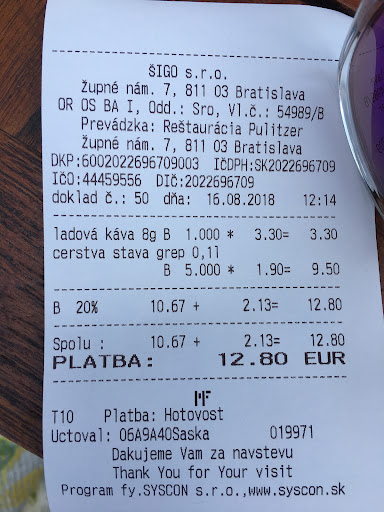 ŠIGO s.r.o.
Župné nám. 7, 811 03 Bratislava
OR OS BA I, Odd.: Sro, Vl.č.: 54989/B
Prevádzka: Reštaurácia Pulitzer
Župné nám. 7, 811 03 Bratislava
DKP:6002022696709003 IČDPH:SK2022696709
IČO:44459556 DIČ:2022696709
doklad č.: 50 dňa: 16.08.2018 12:14
ladová káva 8g B 1.000 * 3.30= 3.30
cerstva stava grep 0,1l
B 5.000 * 1.90= 9.50
B 20% 10.67 + 2.13= 12.80
Spolu : 10.67 + 2.13= 12.80
PLATBA: 12.80 EUR
MF
T10 Platba: Hotovost
Uctoval: 06A9A40Saska 019971
Dakujeme Vam za navstevu
Thank You for Your visit
Program fy.SYSCON s.r.o.,www.syscon.sk